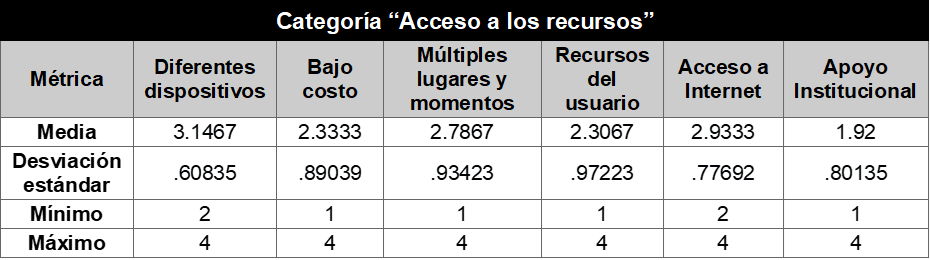 Categoría “Acceso a los recursos”
Métrica Diferentes dispositivos Bajo costo Múltiples lugares y momentos Recursos del usuario Acceso a Internet Apoyo Institucional
Media 3.1467 2.3333 2.7867 2.3067 2.9333 1.92
Desviación estándar .60835 .89039 .93423 .97223 .77692 .80135
Mínimo 2 1 1 1 2 1
Máximo 4 4 4 4 4 4